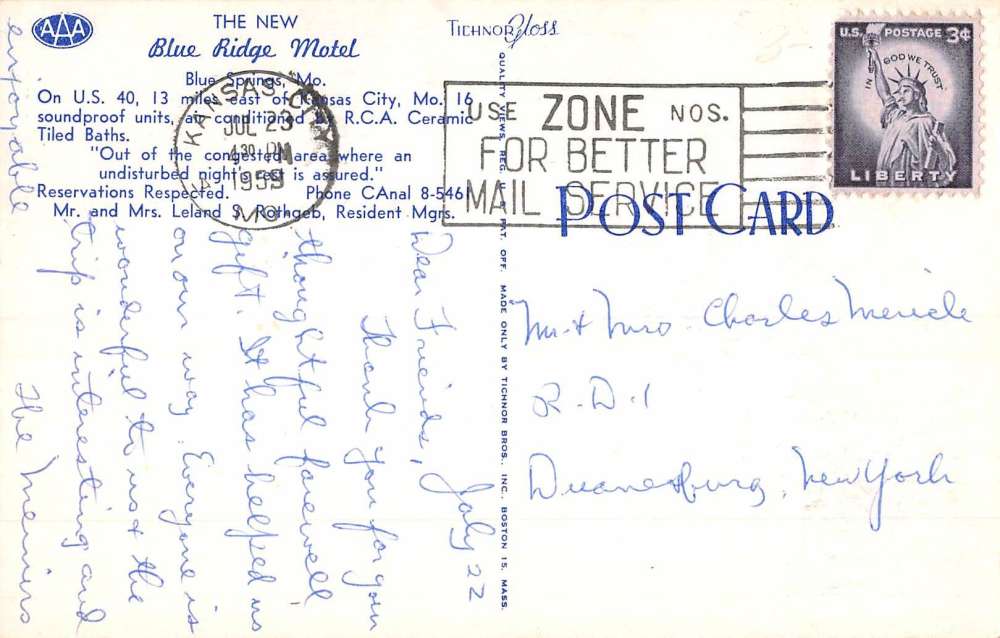 AAA
THE NEW
Blue Ridge Motel
Blue Springs, Mo.
On U.S. 40, 13 miles east of Kansas City, Mo. 16
soundproof units, air conditioned by R.C.A. Ceramic
Tiled Baths.
"Out of the congested area where an
undisturbed night's rest is assured."
Reservations Respected. Phone CAnal 8-5461
Mr. and Mrs. Leland S. Rothgeb, Resident Mgrs.
TICHNOR Gloss
QUALITY VIEWS, REG. U. S. PAT. OFF. MADE ONLY BY TICHNOR BROS., INC., BOSTON 15, MASS.
KANSAS CITY
JUL 23
4:30 PM
1959
MO.
USE ZONE NOS.
FOR BETTER
MAIL SERVICE
U.S. POSTAGE 3¢
IN GOD WE TRUST
LIBERTY
POST CARD
July 22
Dear Friends,
Thank you for your
thoughtful farewell
gift. It has helped us
on our way. Everyone is
wonderful to us & the
trip is interesting and
enjoyable
The
Mr & Mrs. Charles Mericle
R.D.1
Duanesburg, New York